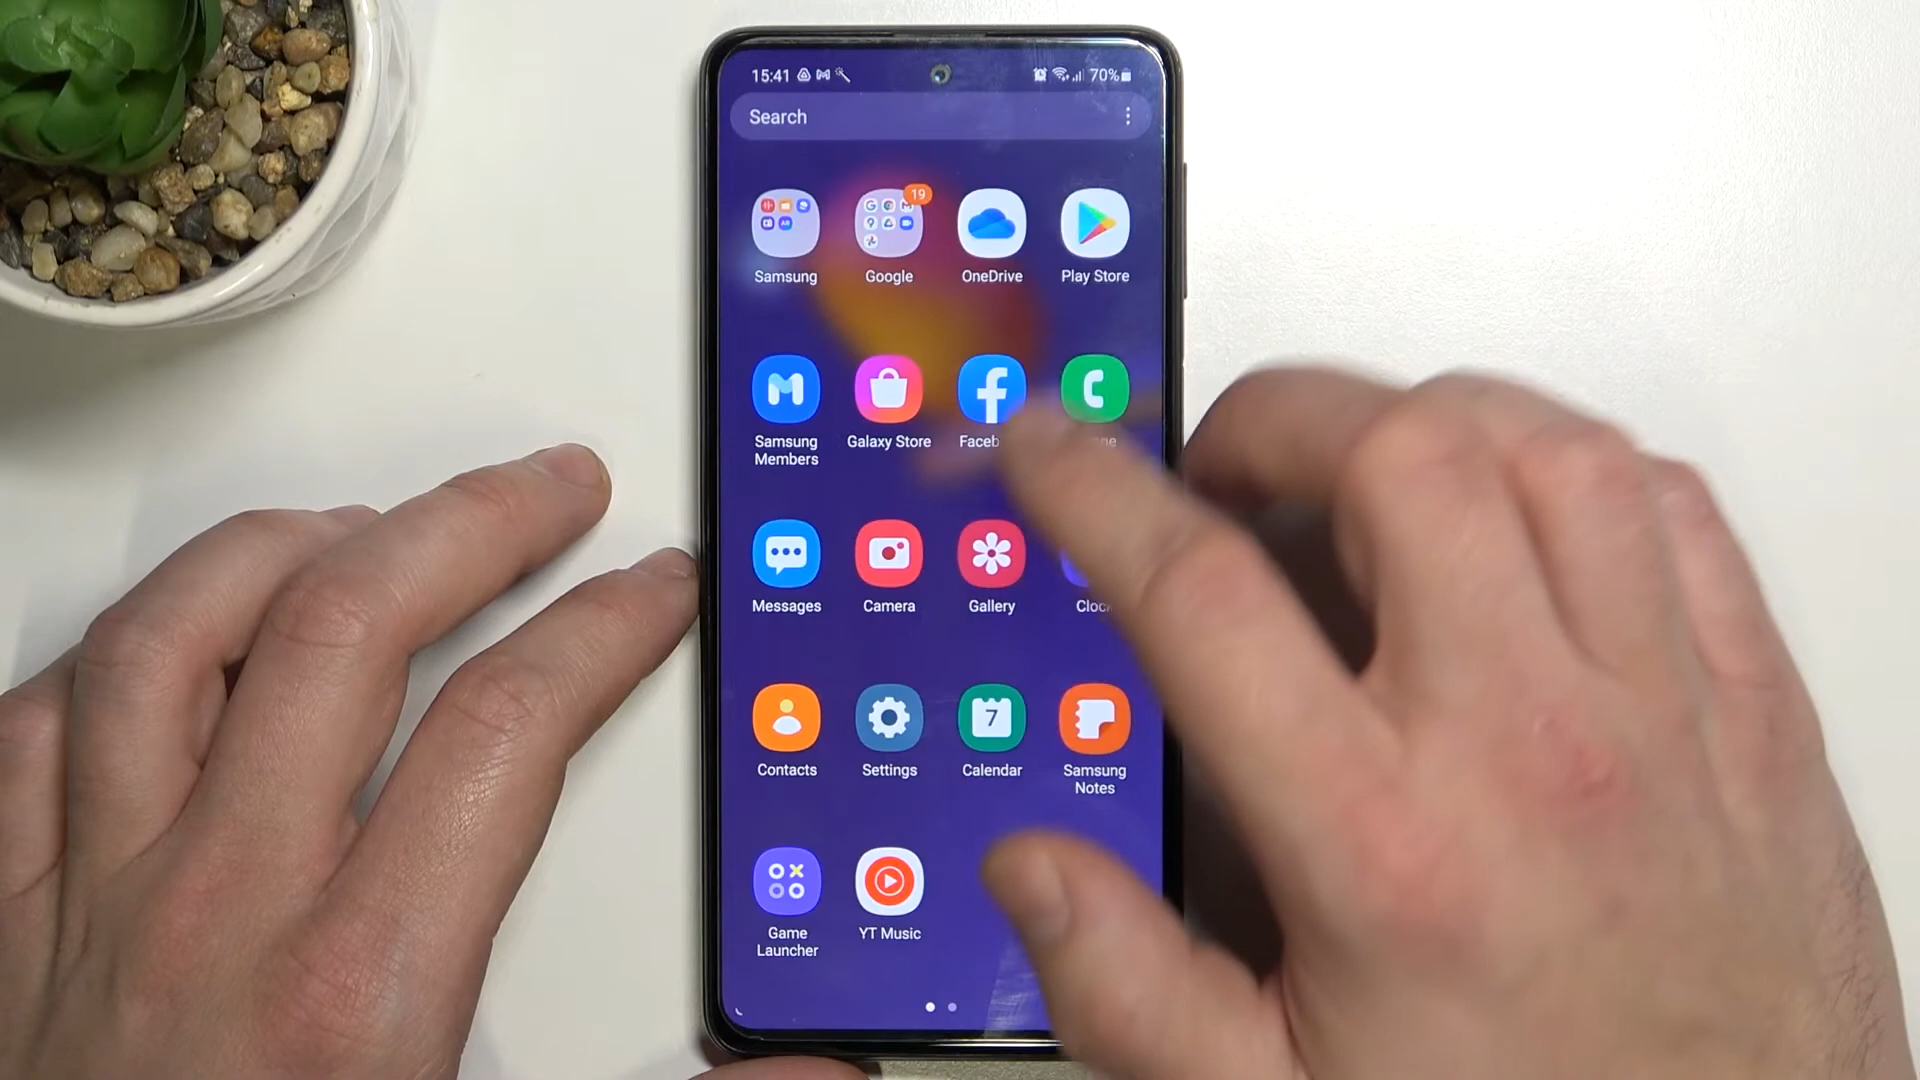 15:41
70%
Search
19
Samsung
Google
OneDrive
Play Store
Samsung
Members
Galaxy Store
Messages
Camera
Gallery
Contacts
Settings
7
Calendar
Samsung
Notes
Game
Launcher
YT Music